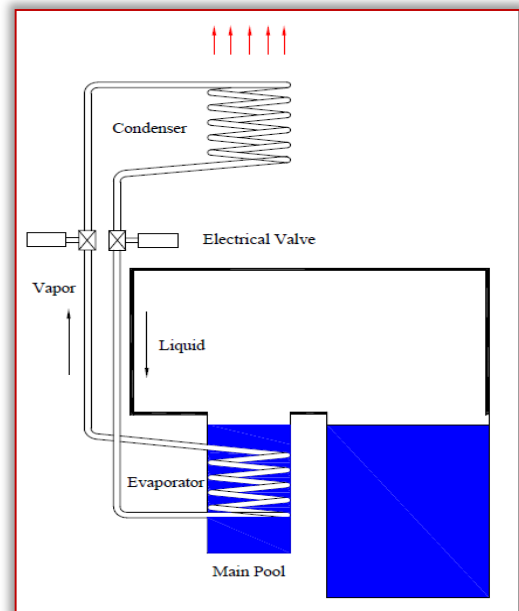 Condenser
Electrical Valve
Vapor
Liquid
Evaporator
Main Pool